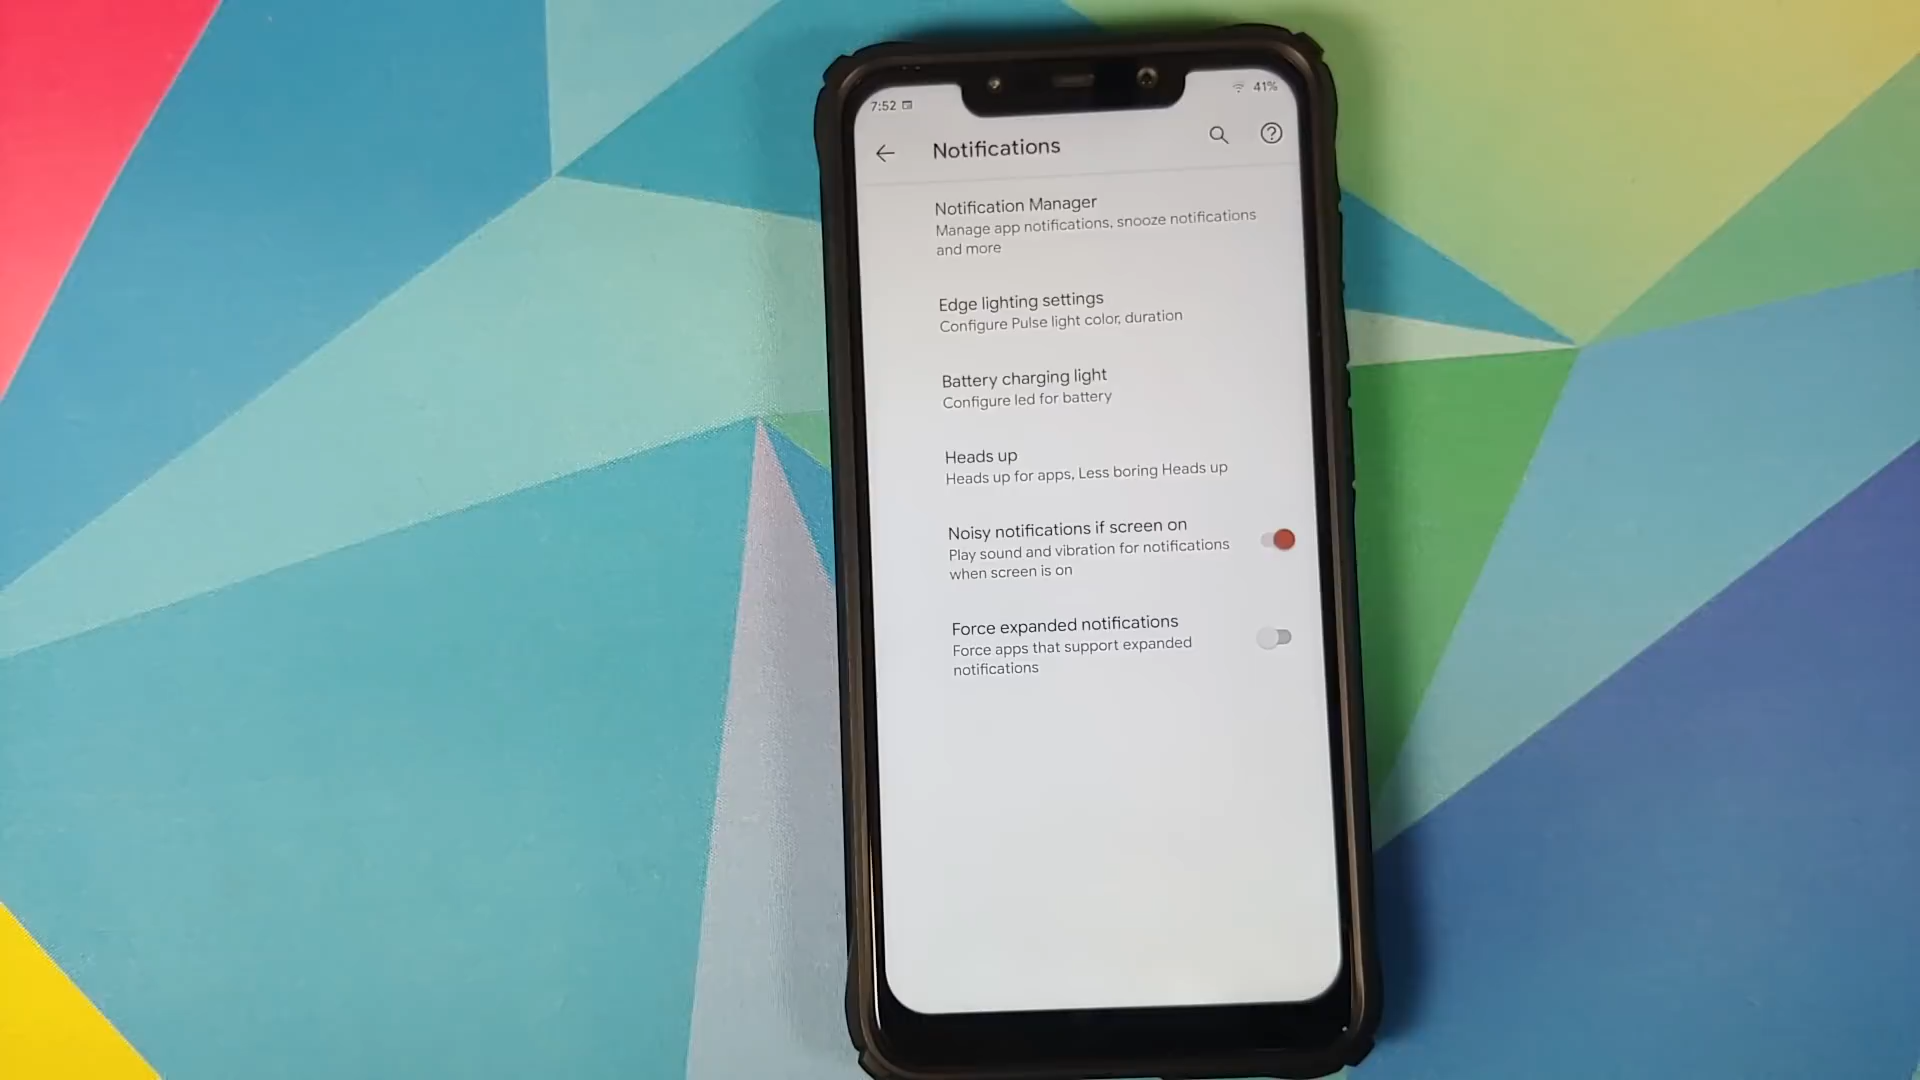 7:52
41%
Notifications
Notification Manager
Manage app notifications, snooze notifications
and more
Edge lighting settings
Configure Pulse light color, duration
Battery charging light
Configure led for battery
Heads up
Heads up for apps, Less boring Heads up
Noisy notifications if screen on
Play sound and vibration for notifications
when screen is on
Force expanded notifications
Force apps that support expanded
notifications